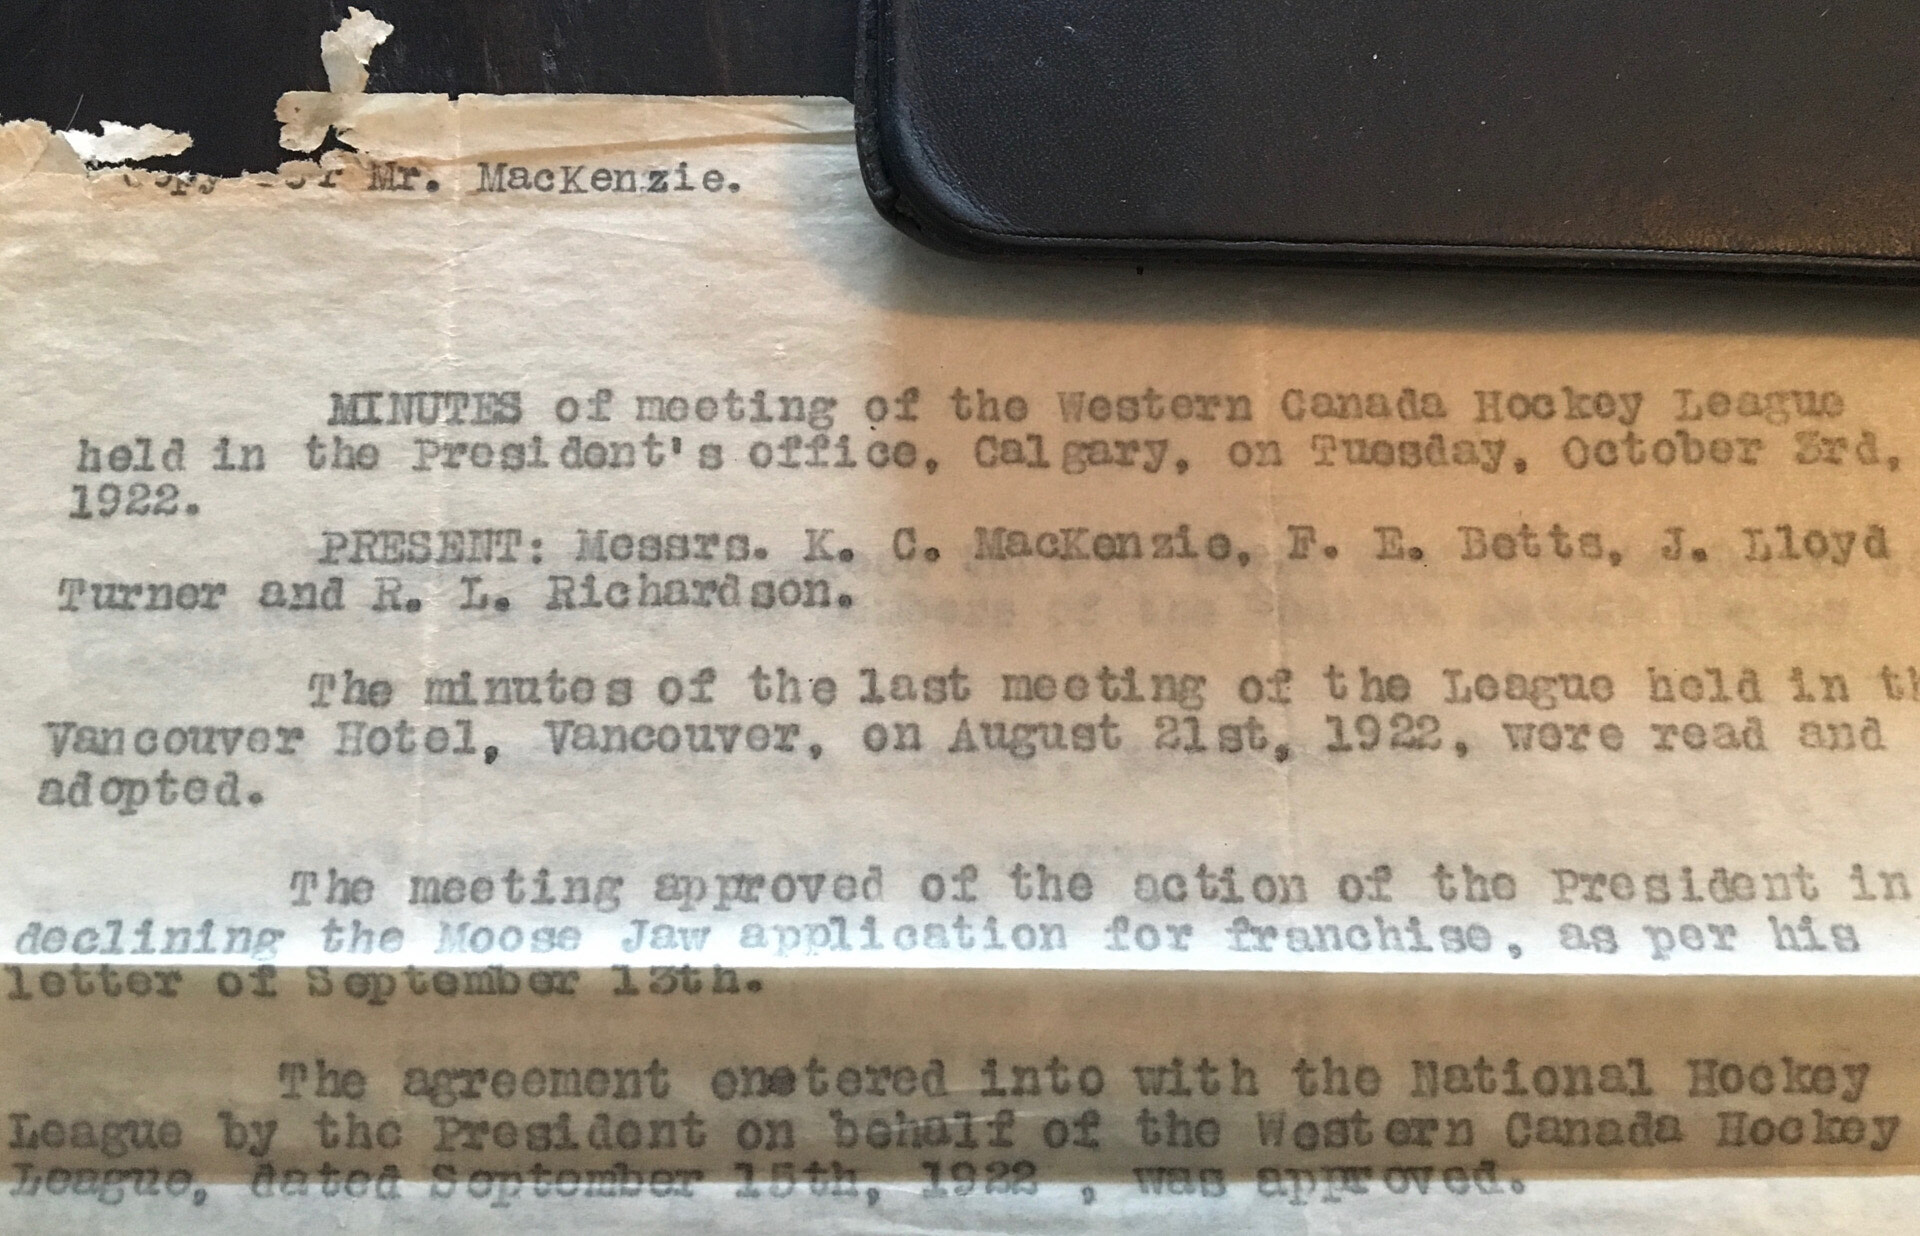 Copy for Mr. MacKenzie.
MINUTES of meeting of the Western Canada Hockey League
held in the President's office, Calgary, on Tuesday, October 3rd,
1922.
PRESENT: Messrs. K. C. MacKenzie, F. E. Betts, J. Lloyd
Turner and R. L. Richardson.
The minutes of the last meeting of the League held in th
Vancouver Hotel, Vancouver, on August 21st, 1922, were read and
adopted.
The meeting approved of the action of the President in
declining the Moose Jaw application for franchise, as per his
letter of September 13th.
The agreement enetered into with the National Hockey
League by the President on behalf of the Western Canada Hockey
League, dated September 15th, 1922 , was approved.